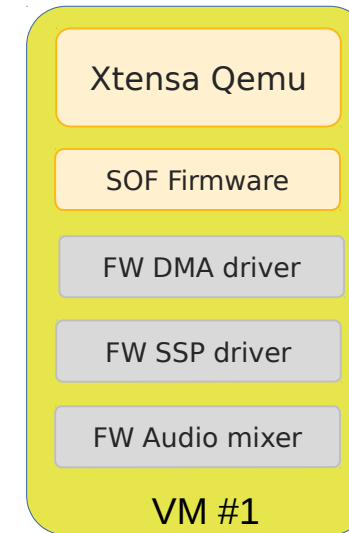 Xtensa Qemu
SOF Firmware
FW DMA driver
FW SSP driver
FW Audio mixer
VM #1